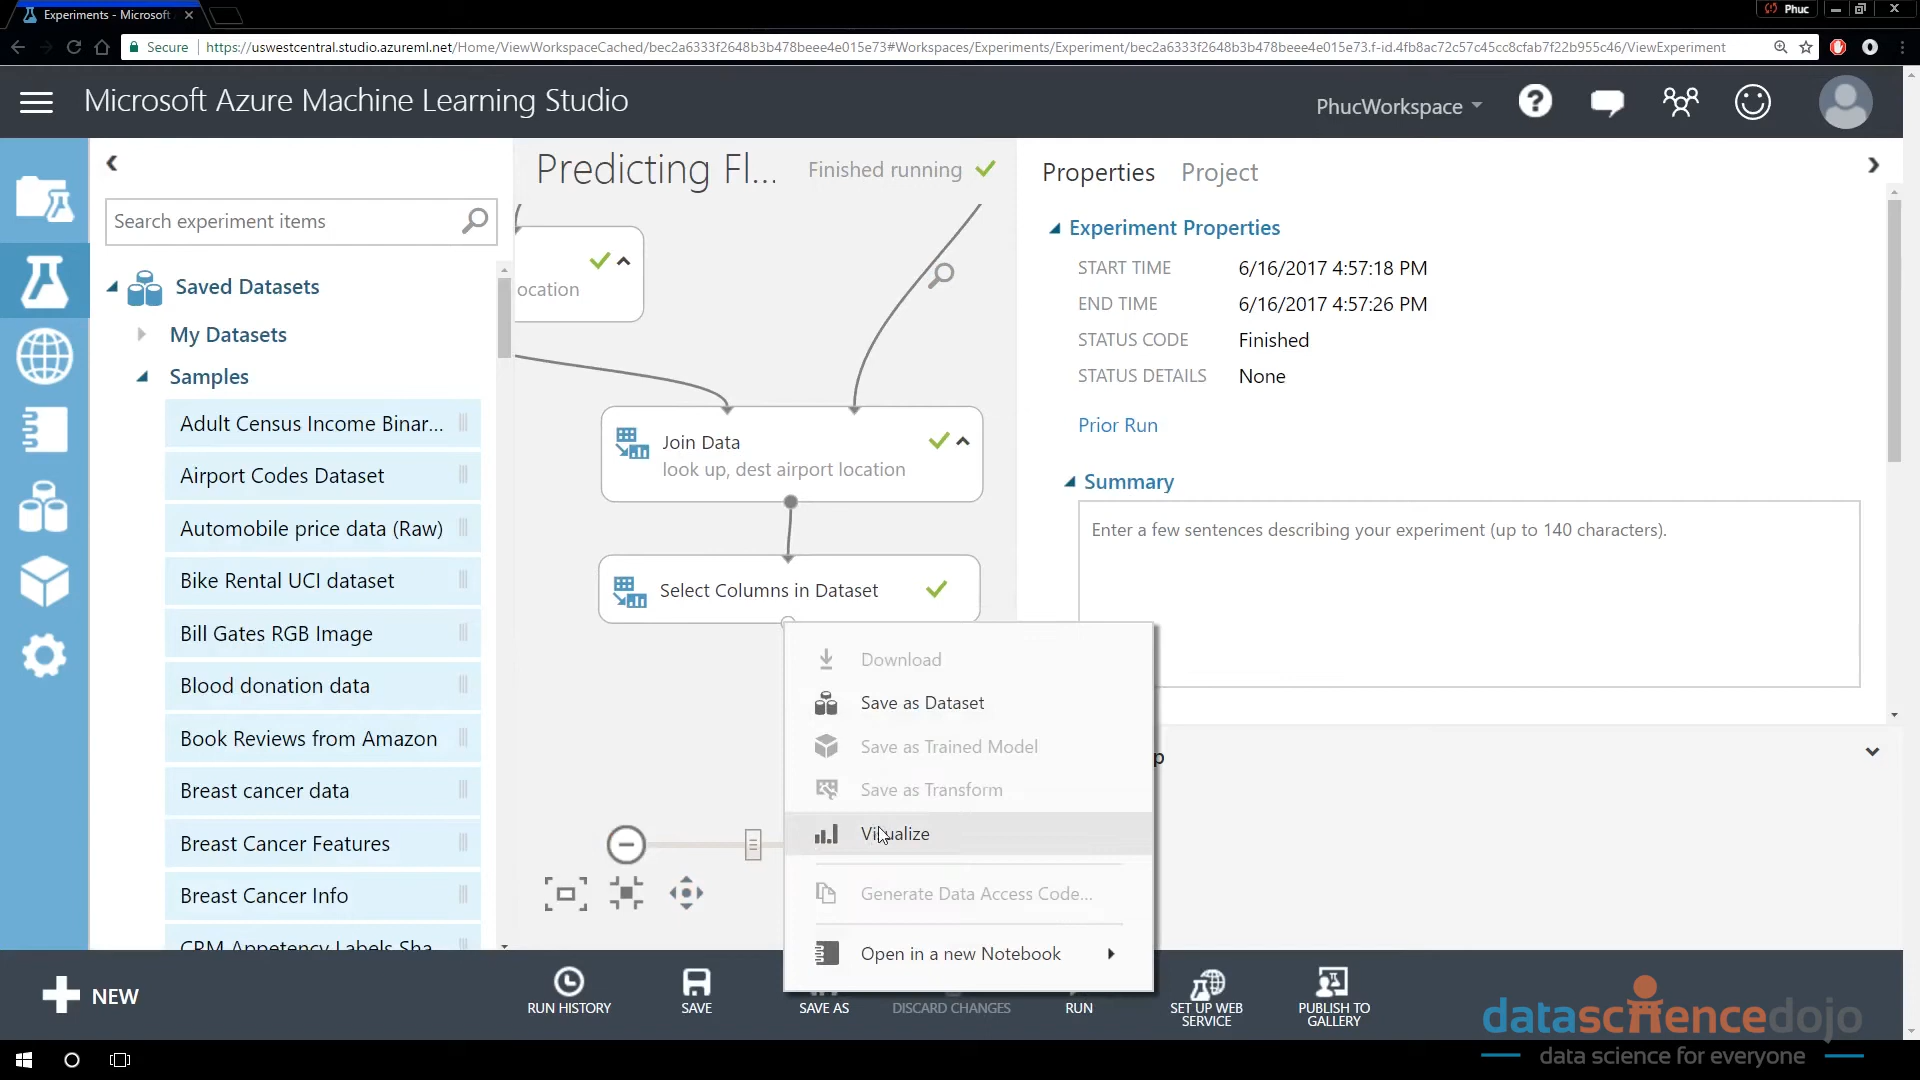 Experiments - Microsoft
Phuc
Secure
https://uswestcentral.studio.azureml.net/Home/ViewWorkspaceCached/bec2a6333f2648b3b478beee4e015e73#Workspaces/Experiments/Experiment/bec2a6333f2648b3b478beee4e015e73.f-id.4fb8ac72c57c45cc8cfab7f22b955c46/ViewExperiment
Microsoft Azure Machine Learning Studio
PhucWorkspace
Search experiment items
Saved Datasets
My Datasets
Samples
Adult Census Income Binar...
Airport Codes Dataset
Automobile price data (Raw)
Bike Rental UCI dataset
Bill Gates RGB Image
Blood donation data
Book Reviews from Amazon
Breast cancer data
Breast Cancer Features
Breast Cancer Info
CRM Appetency Labels Sha
Predicting Fl...
Finished running
ocation
Join Data
look up, dest airport location
Select Columns in Dataset
Download
Save as Dataset
Save as Trained Model
Save as Transform
Visualize
Generate Data Access Code...
Open in a new Notebook
Properties Project
Experiment Properties
START TIME 6/16/2017 4:57:18 PM
END TIME 6/16/2017 4:57:26 PM
STATUS CODE Finished
STATUS DETAILS None
Prior Run
Summary
Enter a few sentences describing your experiment (up to 140 characters).
p
NEW
RUN HISTORY
SAVE
SAVE AS
DISCARD CHANGES
RUN
SET UP WEB
SERVICE
PUBLISH TO
GALLERY
datasciencedojo
data science for everyone